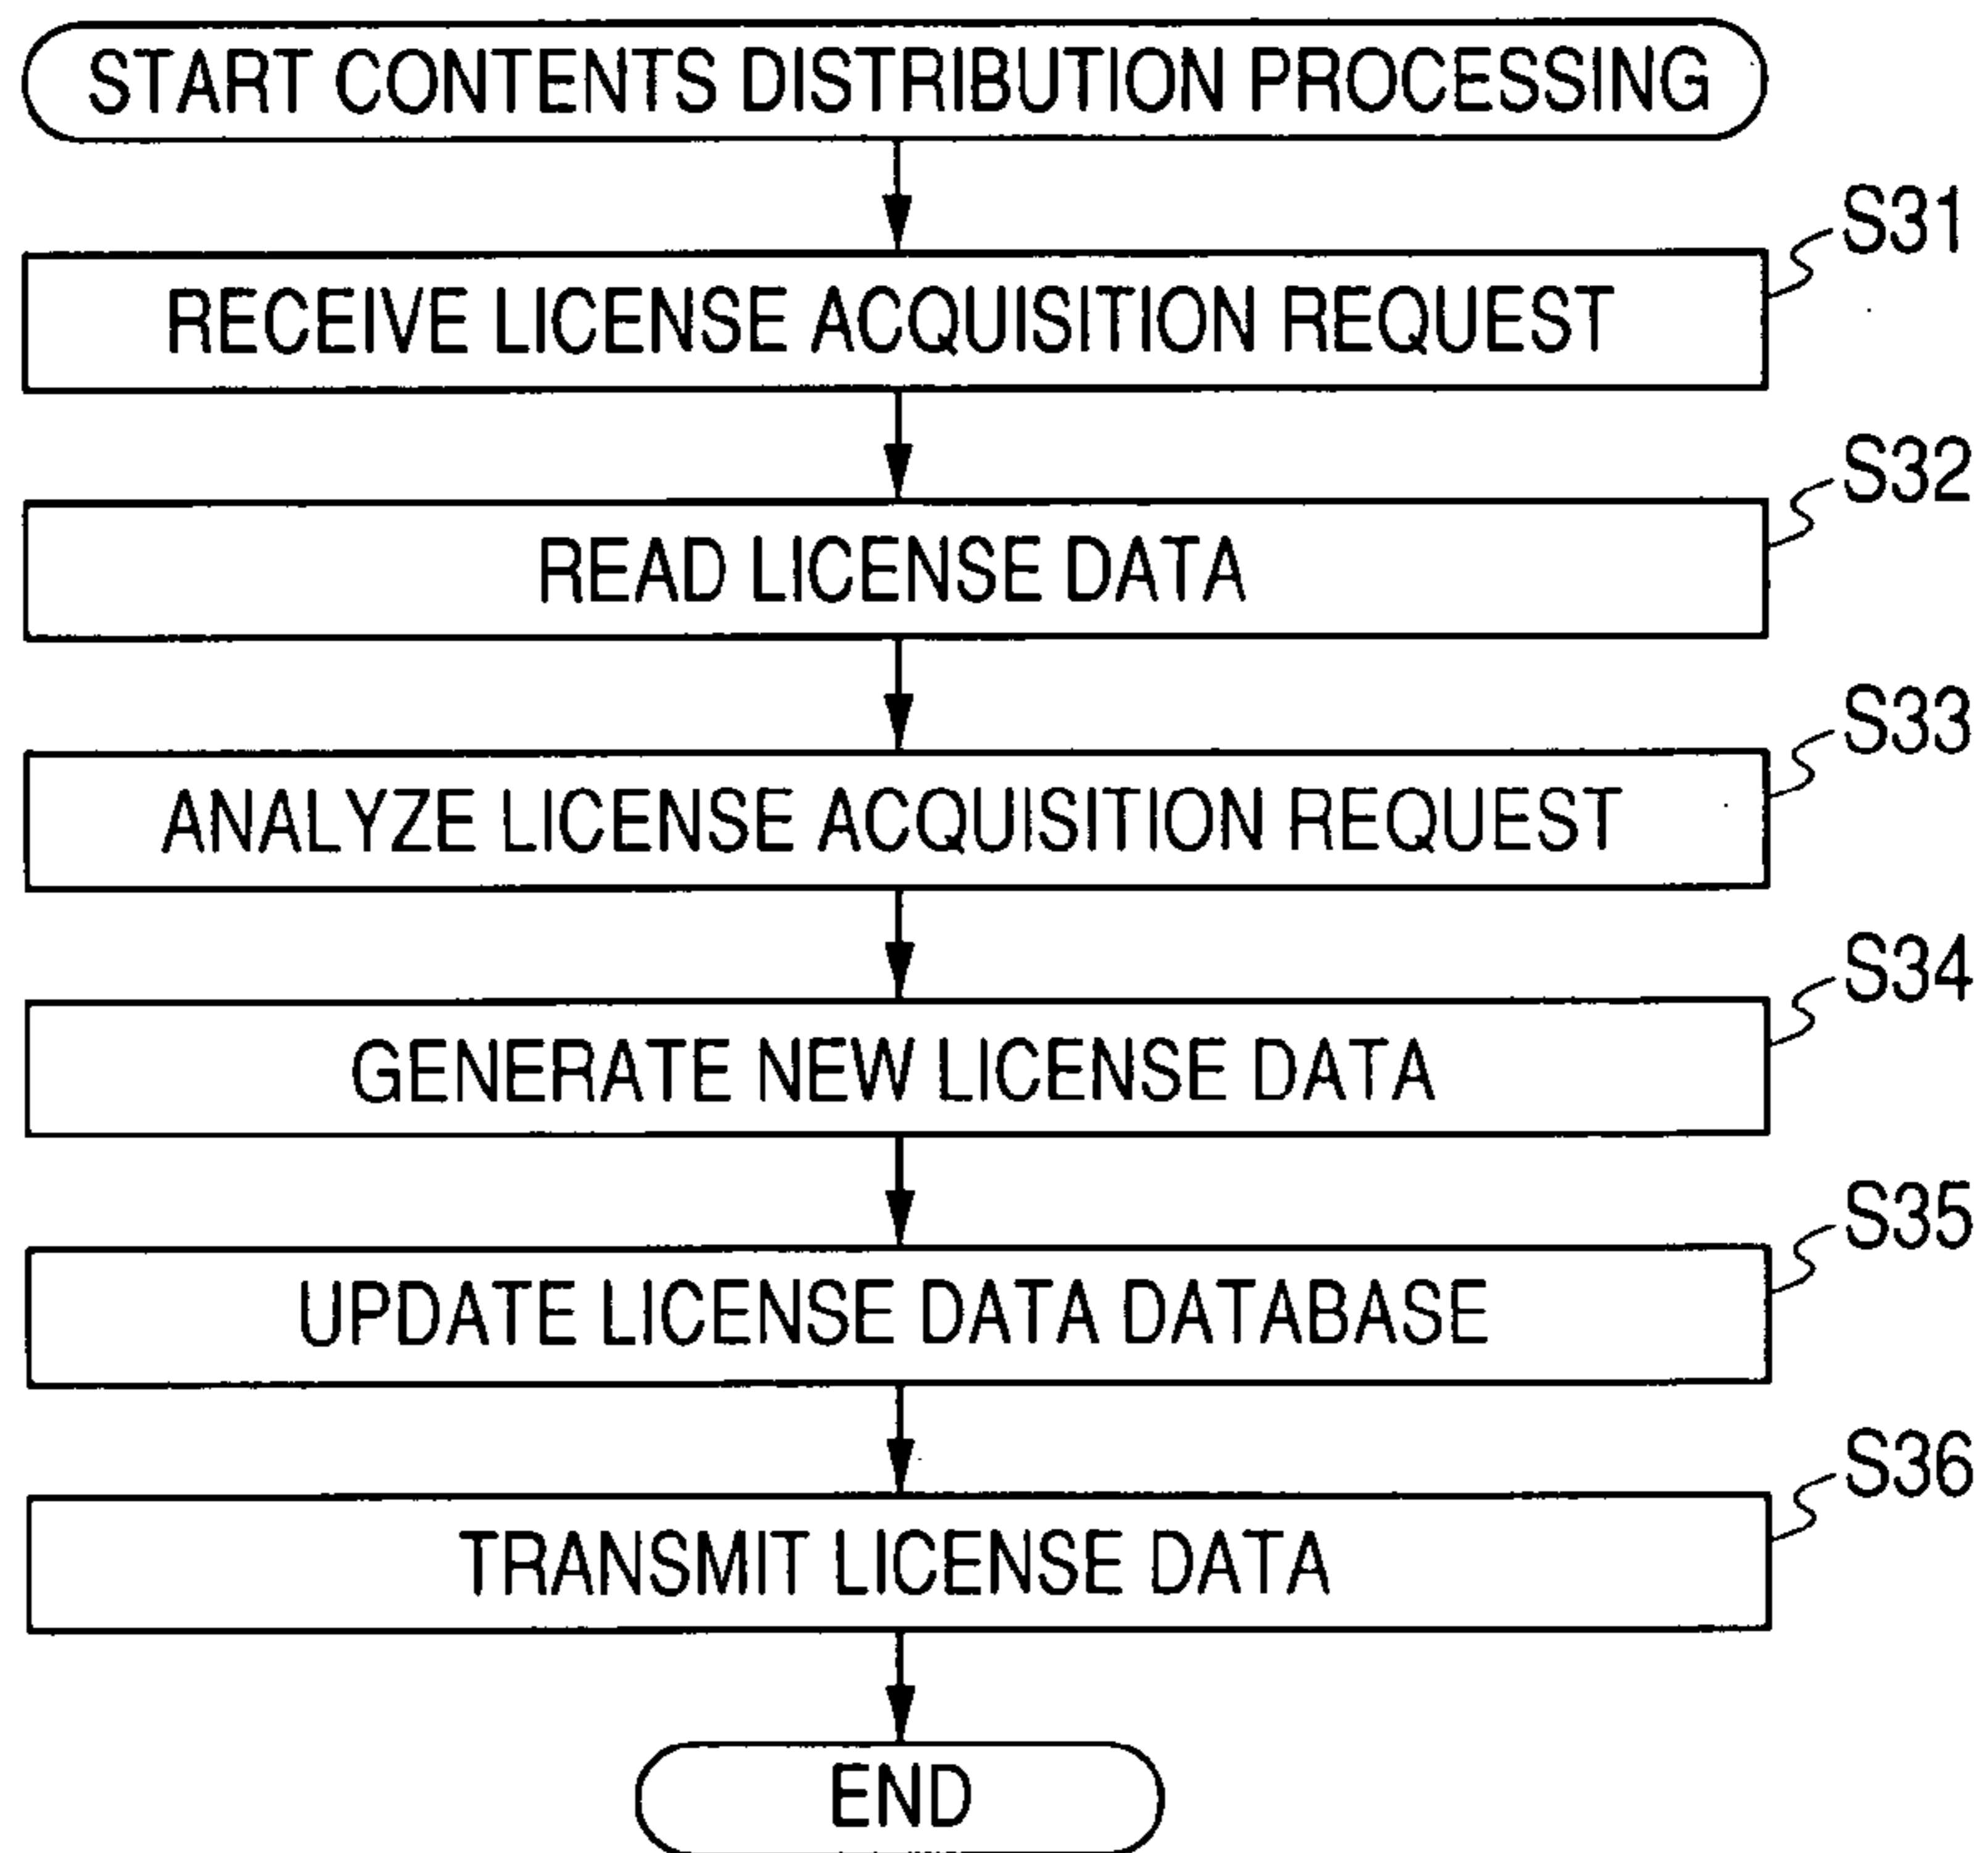 START CONTENTS DISTRIBUTION PROCESSING
S31
RECEIVE LICENSE ACQUISITION REQUEST
S32
READ LICENSE DATA
S33
ANALYZE LICENSE ACQUISITION REQUEST
S34
GENERATE NEW LICENSE DATA
S35
UPDATE LICENSE DATA DATABASE
S36
TRANSMIT LICENSE DATA
END